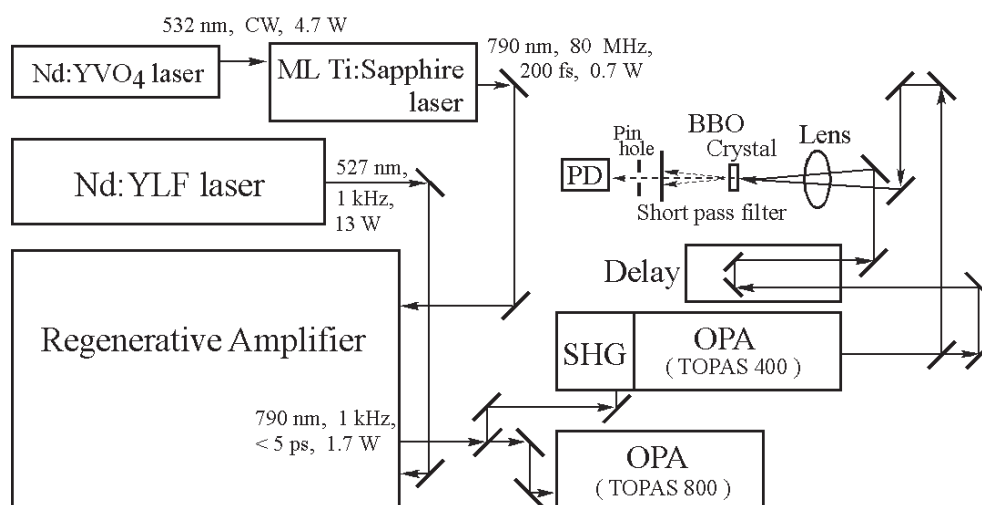 532 nm, CW, 4.7 W
Nd:YVO4 laser
ML Ti:Sapphire
laser
790 nm, 80 MHz,
200 fs, 0.7 W
Nd:YLF laser
527 nm,
1 kHz,
13 W
Pin
hole
BBO
Crystal
Lens
PD
Short pass filter
Delay
Regenerative Amplifier
SHG
OPA
( TOPAS 400 )
790 nm, 1 kHz,
< 5 ps, 1.7 W
OPA
( TOPAS 800 )